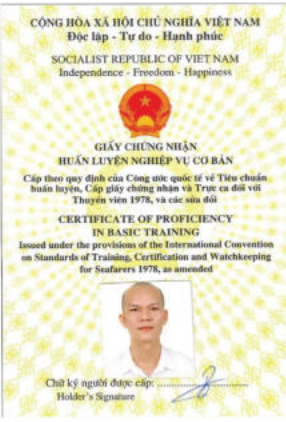 CỘNG HÒA XÃ HỘI CHỦ NGHĨA VIỆT NAM
Độc lập - Tự do - Hạnh phúc
SOCIALIST REPUBLIC OF VIET NAM
Independence - Freedom - Happiness
GIẤY CHỨNG NHẬN
HUẤN LUYỆN NGHIỆP VỤ CƠ BẢN
Cấp theo quy định của Công ước quốc tế về Tiêu chuẩn
huấn luyện, Cấp giấy chứng nhận và Trực ca đối với
Thuyền viên 1978, và các sửa đổi
CERTIFICATE OF PROFICIENCY
IN BASIC TRAINING
Issued under the provisions of the International Convention
on Standards of Training, Certification and Watchkeeping
for Seafarers 1978, as amended
Chữ ký người được cấp:
Holder's Signature